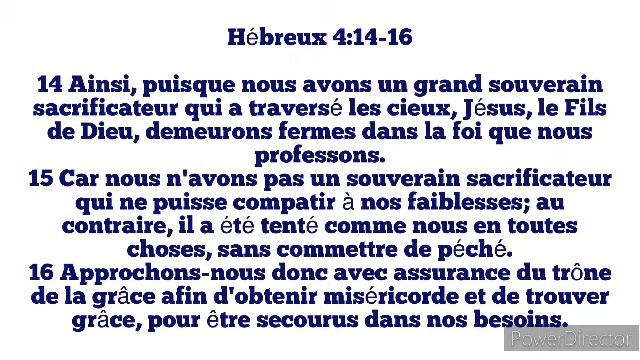 Hébreux 4:14-16
14 Ainsi, puisque nous avons un grand souverain
sacrificateur qui a traversé les cieux, Jésus, le Fils
de Dieu, demeurons fermes dans la foi que nous
professons.
15 Car nous n'avons pas un souverain sacrificateur
qui ne puisse compatir à nos faiblesses; au
contraire, il a été tenté comme nous en toutes
choses, sans commettre de péché.
16 Approchons-nous donc avec assurance du trône
de la grâce afin d'obtenir miséricorde et de trouver
grâce, pour être secourus dans nos besoins.
PowerDirector